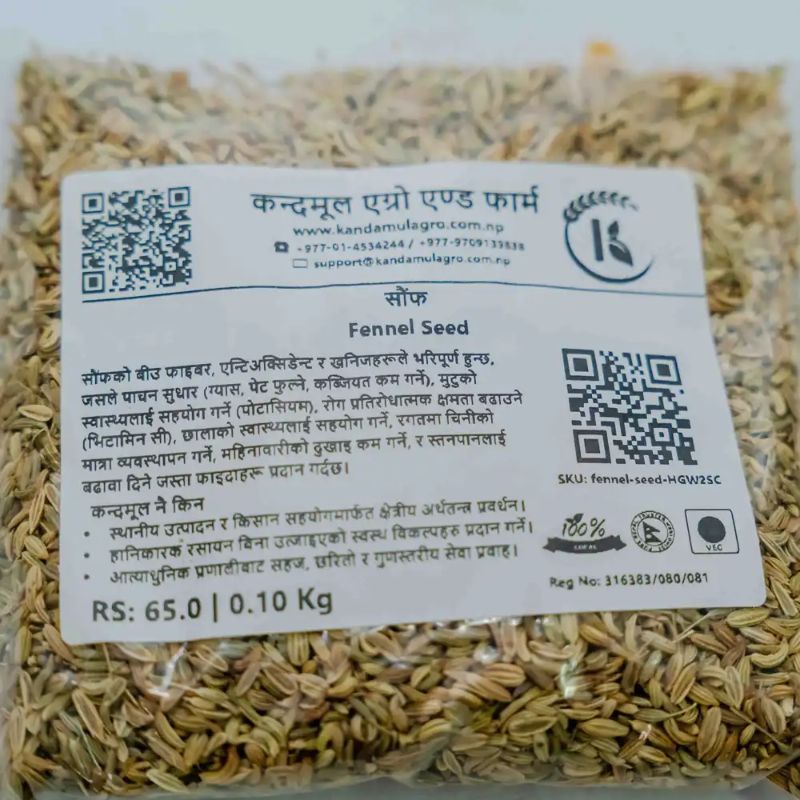 कन्दमूल एग्रो एण्ड फार्म
www.kandamulagro.com.np
+977-01-4534244 / +977-9709139838
support@kandamulagro.com.np
सौंफ
Fennel Seed
सौंफको बीउ फाइबर, एन्टिअक्सिडेन्ट र खनिजहरूले भरिपूर्ण हुन्छ,
जसले पाचन सुधार (ग्यास, पेट फुल्ने, कब्जियत कम गर्ने), मुटुको
स्वास्थ्यलाई सहयोग गर्ने (पोटासियम), रोग प्रतिरोधात्मक क्षमता बढाउने
(भिटामिन सी), छालाको स्वास्थ्यलाई सहयोग गर्ने, रगतमा चिनीको
मात्रा व्यवस्थापन गर्ने, महिनावारीको दुखाइ कम गर्ने, र स्तनपानलाई
बढावा दिने जस्ता फाइदाहरू प्रदान गर्दछ।
कन्दमूल नै किन
• स्थानीय उत्पादन र किसान सहयोगमार्फत क्षेत्रीय अर्थतन्त्र प्रवर्धन।
• हानिकारक रसायन बिना उत्जाइएको स्वस्थ विकल्पहरु प्रदान गर्ने।
• आत्याधुनिक प्रणालीबाट सहज, छरितो र गुणस्तरीय सेवा प्रवाह।
RS: 65.0 | 0.10 Kg
SKU: fennel-seed-HGW2SC
100%
VEG
Reg No: 316383/080/081